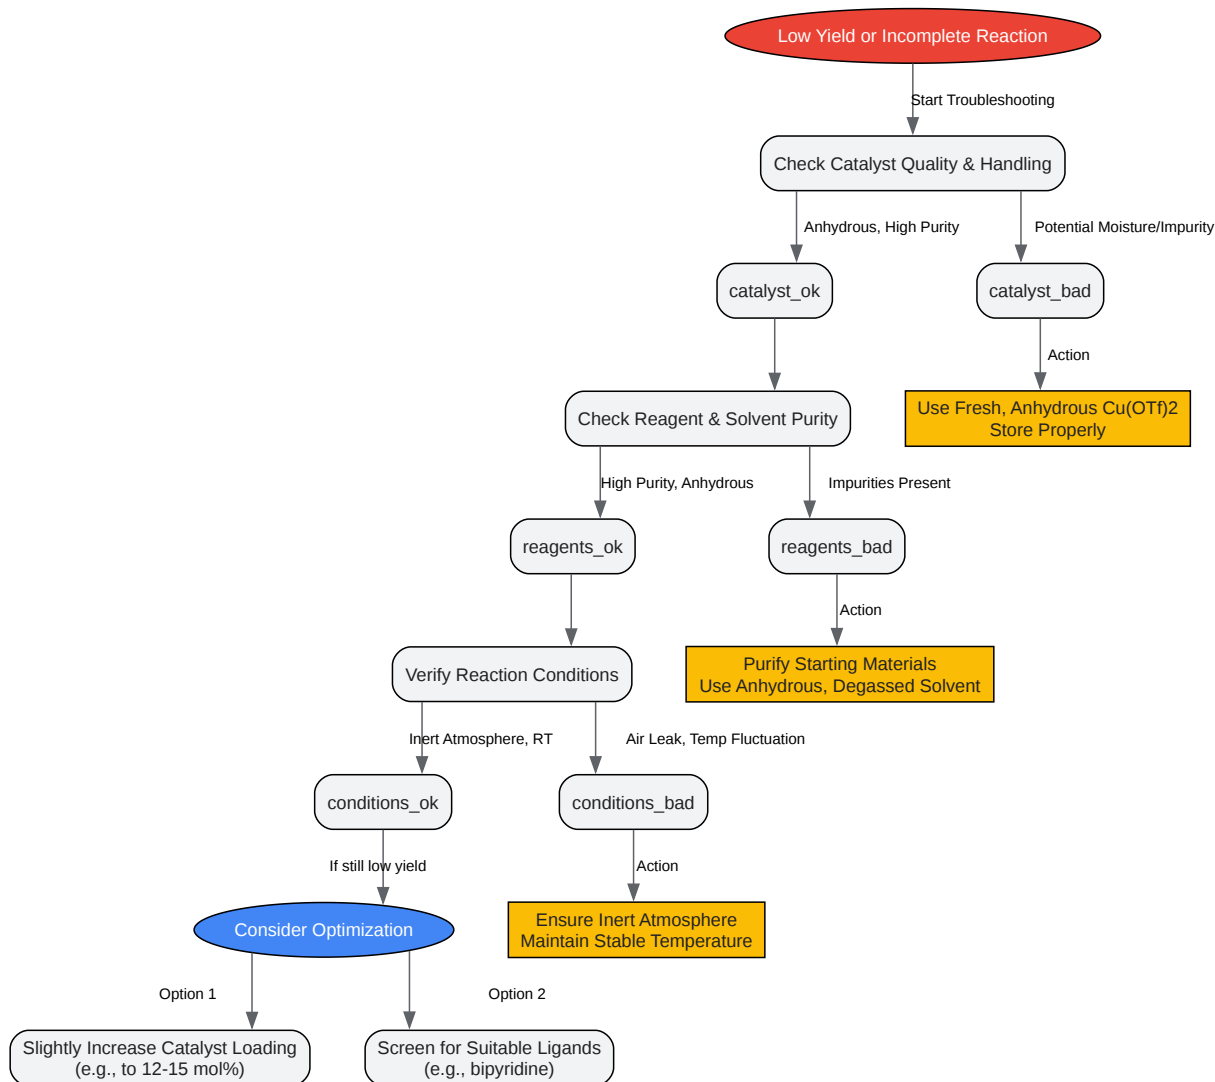 Low Yield or Incomplete Reaction
Start Troubleshooting
Check Catalyst Quality & Handling
Anhydrous, High Purity
Potential Moisture/Impurity
catalyst_ok
catalyst_bad
Action
Check Reagent & Solvent Purity
Use Fresh, Anhydrous Cu(OTf)2
Store Properly
High Purity, Anhydrous
Impurities Present
reagents_ok
reagents_bad
Action
Verify Reaction Conditions
Purify Starting Materials
Use Anhydrous, Degassed Solvent
Inert Atmosphere, RT
Air Leak, Temp Fluctuation
conditions_ok
conditions_bad
If still low yield
Action
Consider Optimization
Ensure Inert Atmosphere
Maintain Stable Temperature
Option 1
Option 2
Slightly Increase Catalyst Loading
(e.g., to 12-15 mol%)
Screen for Suitable Ligands
(e.g., bipyridine)